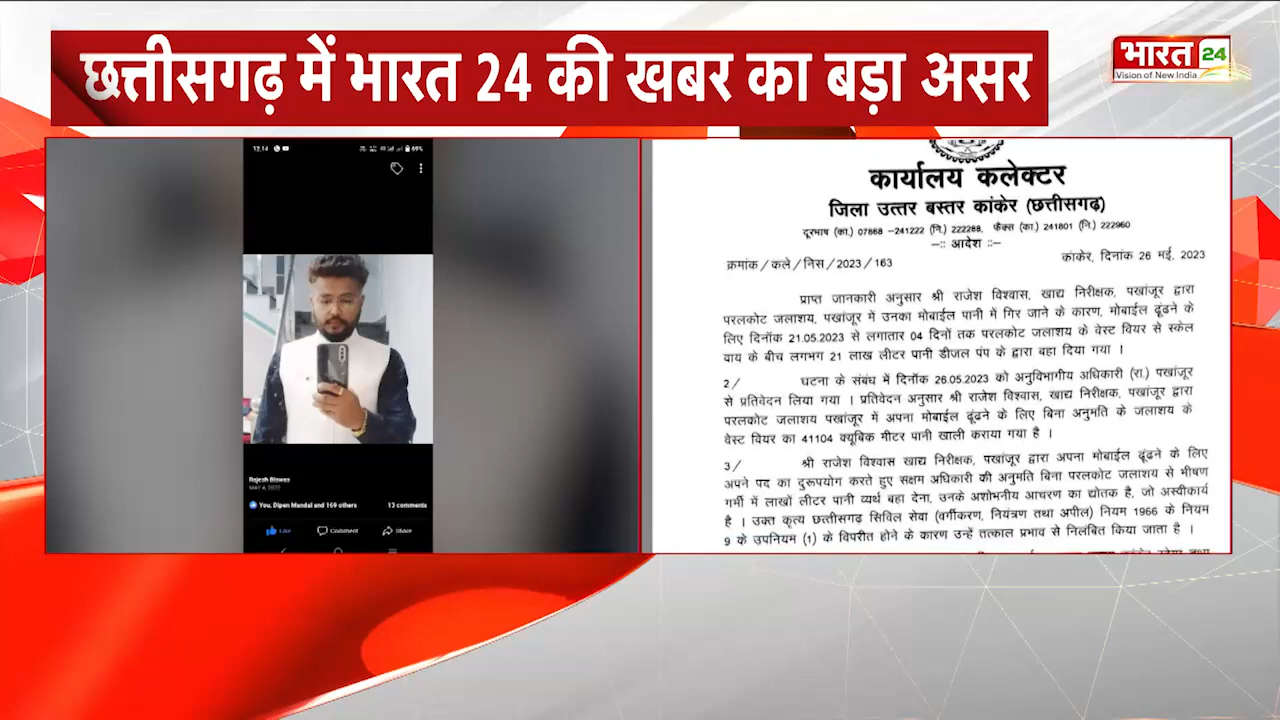 छत्तीसगढ़ में भारत 24 की खबर का बड़ा असर
भारत 24
Vision of New India
12.14
69%
Rajesh Biswas
MAY 4, 2022
You, Dipen Mandal and 169 others
13 comments
Like
Comment
Share
कार्यालय कलेक्टर
जिला उत्तर बस्तर कांकेर (छत्तीसगढ़)
दूरभाष (का.) 07868 –241222 (नि.) 222288, फैक्स (का.) 241801 (नि.) 222960
–:: आदेश ::–
क्रमांक/कले/निस/2023/163
कांकेर, दिनांक 26 मई, 2023
प्राप्त जानकारी अनुसार श्री राजेश विश्वास, खाद्य निरीक्षक, पखांजूर द्वारा
परलकोट जलाशय, पखांजूर में उनका मोबाईल पानी में गिर जाने के कारण, मोबाईल ढूंढने के
लिए दिनॉक 21.05.2023 से लगातार 04 दिनों तक परलकोट जलाशय के वेस्ट वियर से स्केल
वाय के बीच लगभग 21 लाख लीटर पानी डीजल पंप के द्वारा बहा दिया गया ।
2/ घटना के संबंध में दिनॉक 26.05.2023 को अनुविभागीय अधिकारी (रा.) पखांजूर
से प्रतिवेदन लिया गया । प्रतिवेदन अनुसार श्री राजेश विश्वास, खाद्य निरीक्षक, पखांजूर द्वारा
परलकोट जलाशय पखांजूर में अपना मोबाईल ढूंढने के लिए बिना अनुमति के जलाशय के
वेस्ट वियर का 41104 क्यूबिक मीटर पानी खाली कराया गया है ।
3/ श्री राजेश विश्वास खाद्य निरीक्षक, पखांजूर द्वारा अपना मोबाईल ढूंढने के लिए
अपने पद का दुरूपयोग करते हुए सक्षम अधिकारी की अनुमति बिना परलकोट जलाशय से भीषण
गर्मी में लाखों लीटर पानी व्यर्थ बहा देना, उनके अशोभनीय आचरण का द्योतक है, जो अस्वीकार्य
है । उक्त कृत्य छत्तीसगढ़ सिविल सेवा (वर्गीकरण, नियंत्रण तथा अपील) नियम 1966 के नियम
9 के उपनियम (1) के विपरीत होने के कारण उन्हें तत्काल प्रभाव से निलंबित किया जाता है ।